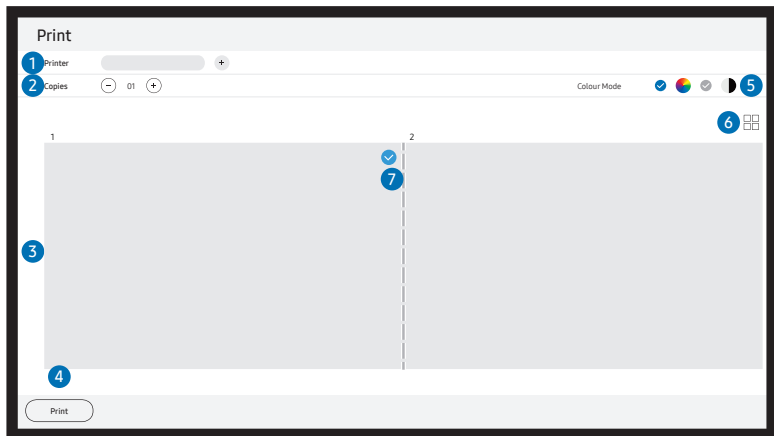 Print
1 Printer +
2 Copies − 01 + Colour Mode 5
6
1 2
7
3
4
Print